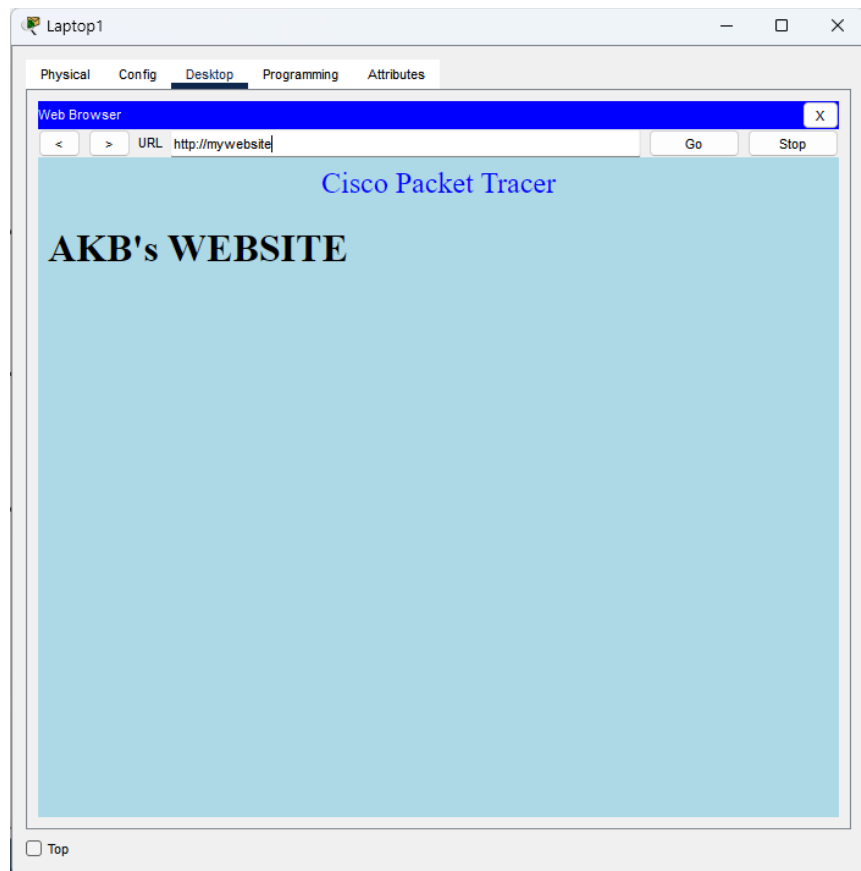 Laptop1
Physical Config Desktop Programming Attributes
Web Browser X
< > URL http://mywebsite Go Stop
Cisco Packet Tracer
AKB's WEBSITE
Top